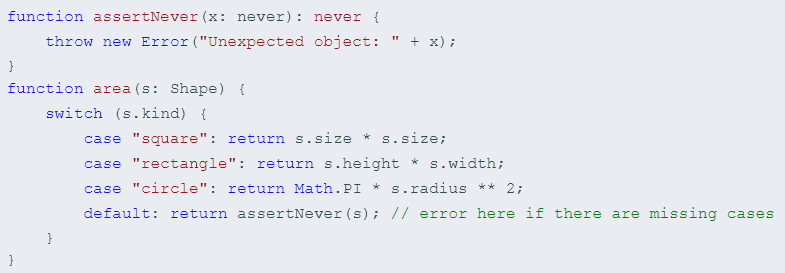 function assertNever(x: never): never {
    throw new Error("Unexpected object: " + x);
}
function area(s: Shape) {
    switch (s.kind) {
        case "square": return s.size * s.size;
        case "rectangle": return s.height * s.width;
        case "circle": return Math.PI * s.radius ** 2;
        default: return assertNever(s); // error here if there are missing cases
    }
}